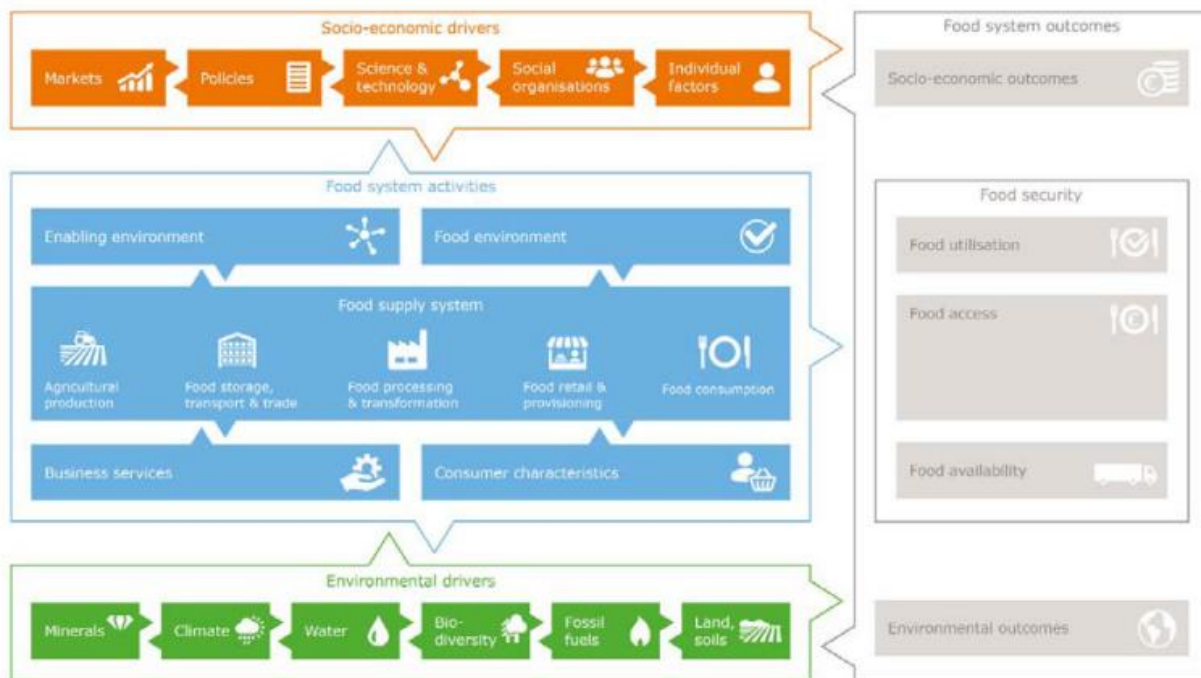 Socio-economic drivers
Markets
Policies
Science &
technology
Social
organisations
Individual
factors
Food system outcomes
Socio-economic outcomes
Food system activities
Enabling environment
Food environment
Food supply system
Agricultural
production
Food storage,
transport & trade
Food processing
& transformation
Food retail &
provisioning
Food consumption
Business services
Consumer characteristics
Food security
Food utilisation
Food access
Food availability
Environmental drivers
Minerals
Climate
Water
Bio-
diversity
Fossil
fuels
Land,
soils
Environmental outcomes